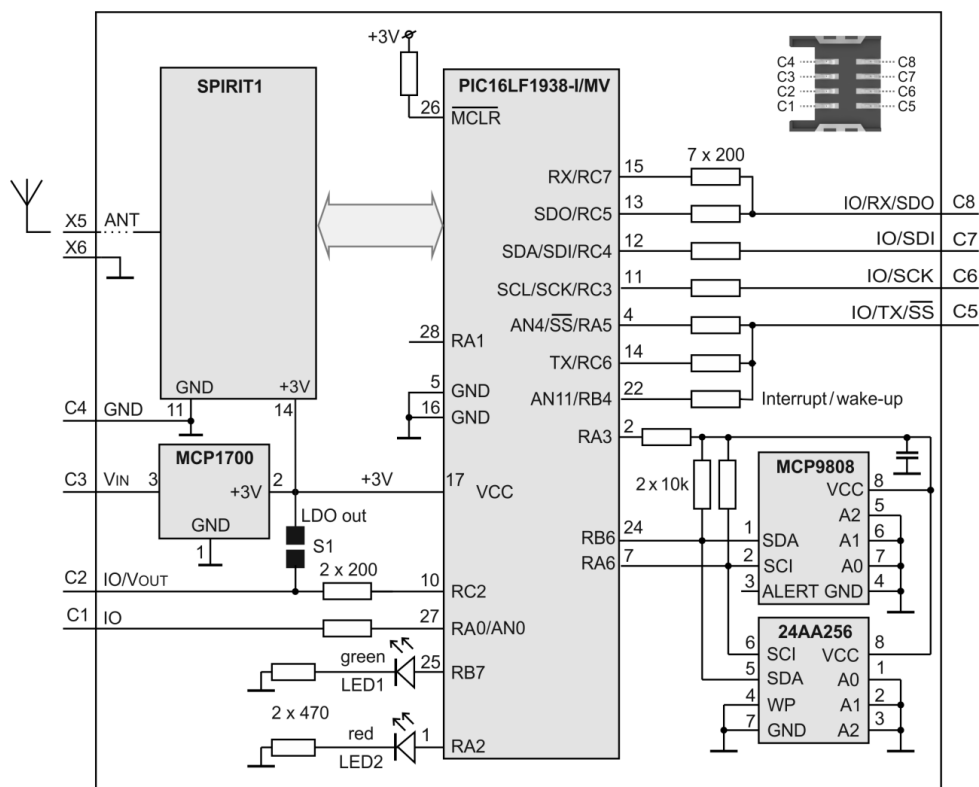 +3V
SPIRIT1
PIC16LF1938-I/MV
26
MCLR
C4
C3
C2
C1
C8
C7
C6
C5
7 x 200
15
RX/RC7
13
SDO/RC5
IO/RX/SDO
C8
12
SDA/SDI/RC4
IO/SDI
C7
11
SCL/SCK/RC3
IO/SCK
C6
4
AN4/SS/RA5
IO/TX/SS
C5
14
TX/RC6
22
AN11/RB4
Interrupt / wake-up
X5
ANT
X6
28
RA1
5
GND
16
GND
2
RA3
GND
11
+3V
14
C4
GND
MCP1700
C3
VIN
3
+3V
2
GND
1
+3V
17
VCC
LDO out
S1
C2
IO/VOUT
2 x 200
10
RC2
C1
IO
27
RA0/AN0
green
LED1
25
RB7
2 x 470
red
LED2
1
RA2
24
RB6
7
RA6
2 x 10k
MCP9808
VCC
8
A2
5
1
SDA
A1
6
2
SCI
A0
7
3
ALERT
GND
4
24AA256
6
SCI
VCC
8
5
SDA
A0
1
4
WP
A1
2
7
GND
A2
3